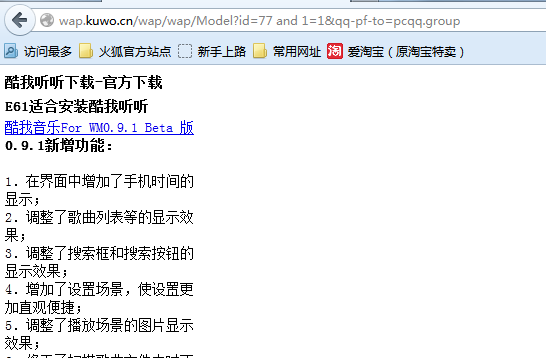 wap.kuwo.cn/wap/wap/Model?id=77 and 1=1&qq-pf-to=pcqq.group
访问最多 火狐官方站点 新手上路 常用网址 淘 爱淘宝（原淘宝特卖）
酷我听听下载-官方下载
E61适合安装酷我听听
酷我音乐For WM0.9.1 Beta 版
0.9.1新增功能：
1. 在界面中增加了手机时间的
显示；
2. 调整了歌曲列表等的显示效
果；
3. 调整了搜索框和搜索按钮的
显示效果；
4. 增加了设置场景，使设置更
加直观便捷；
5. 调整了播放场景的图片显示
效果；